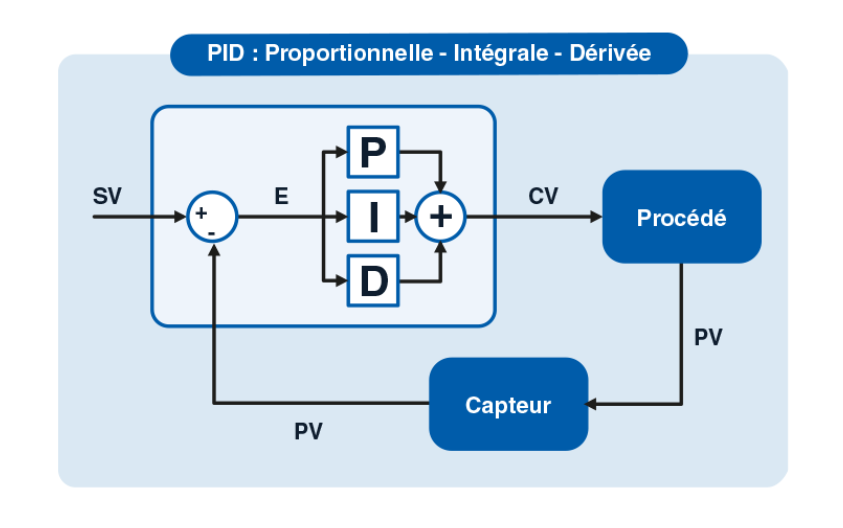 PID : Proportionnelle - Intégrale - Dérivée
P
SV
E
I
+
CV
Procédé
+
-
D
PV
Capteur
PV